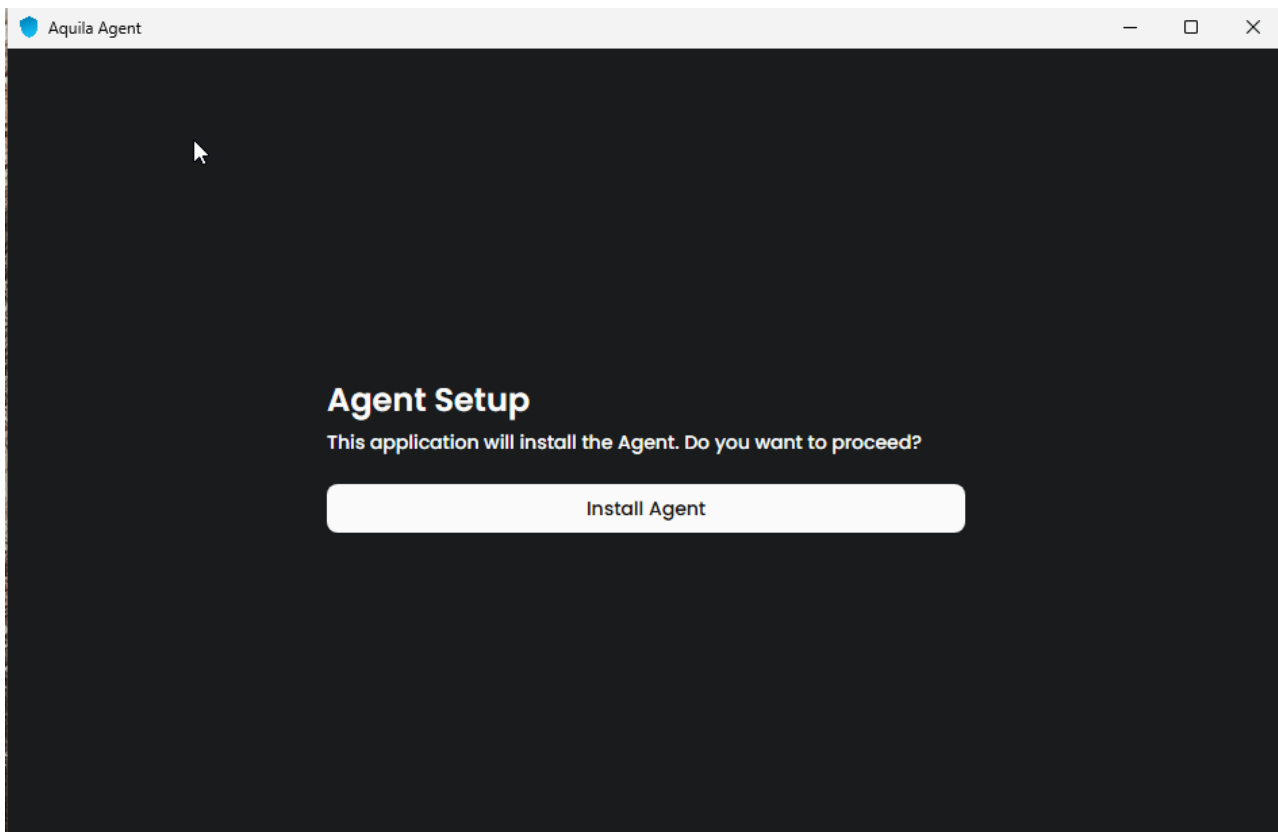 Aquila Agent
Agent Setup
This application will install the Agent. Do you want to proceed?
Install Agent